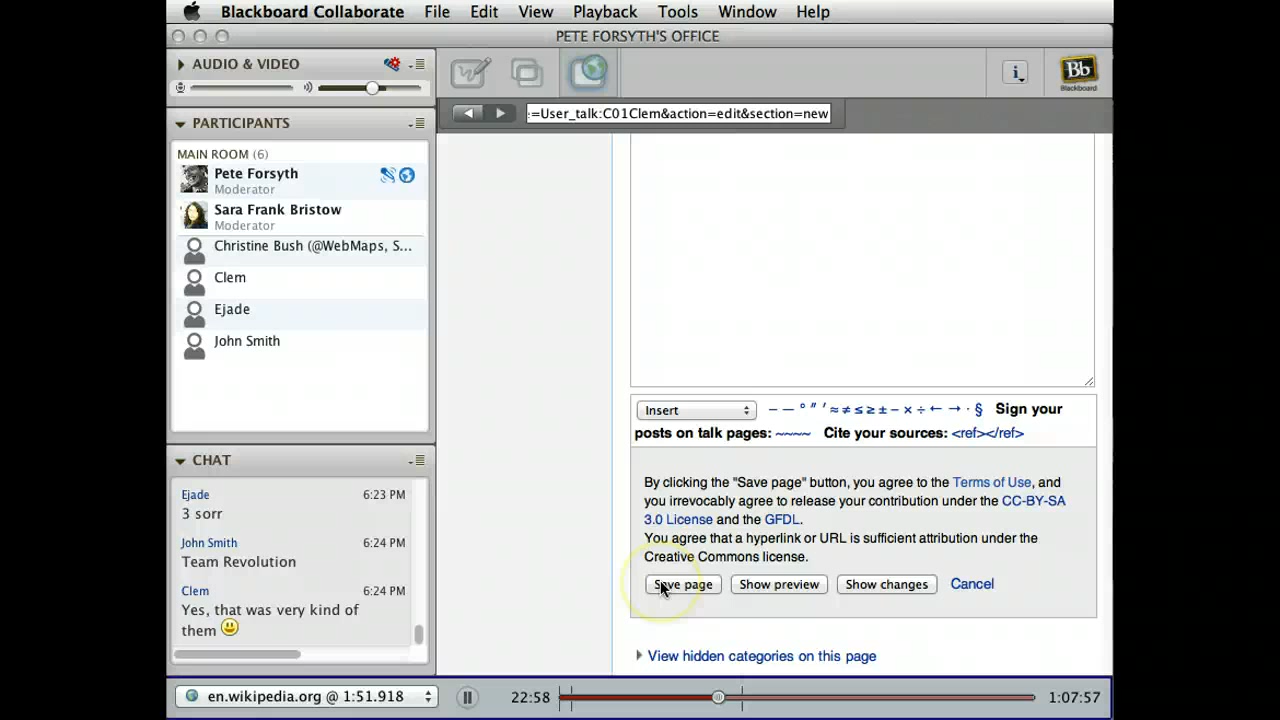 Blackboard Collaborate File Edit View Playback Tools Window Help
PETE FORSYTH'S OFFICE
AUDIO & VIDEO
PARTICIPANTS
MAIN ROOM (6)
Pete Forsyth
Moderator
Sara Frank Bristow
Moderator
Christine Bush (@WebMaps, S...
Clem
Ejade
John Smith
CHAT
Ejade 6:23 PM
3 sorr
John Smith 6:24 PM
Team Revolution
Clem 6:24 PM
Yes, that was very kind of
them
en.wikipedia.org @ 1:51.918
i
Bb
Blackboard
:=User_talk:C01Clem&action=edit&section=new
Insert – — ° ″ ′ ≈ ≠ ≤ ≥ ± − × ÷ ← → · § Sign your
posts on talk pages: ~~~~ Cite your sources: <ref></ref>
By clicking the "Save page" button, you agree to the Terms of Use, and
you irrevocably agree to release your contribution under the CC-BY-SA
3.0 License and the GFDL.
You agree that a hyperlink or URL is sufficient attribution under the
Creative Commons license.
Save page Show preview Show changes Cancel
View hidden categories on this page
22:58 1:07:57